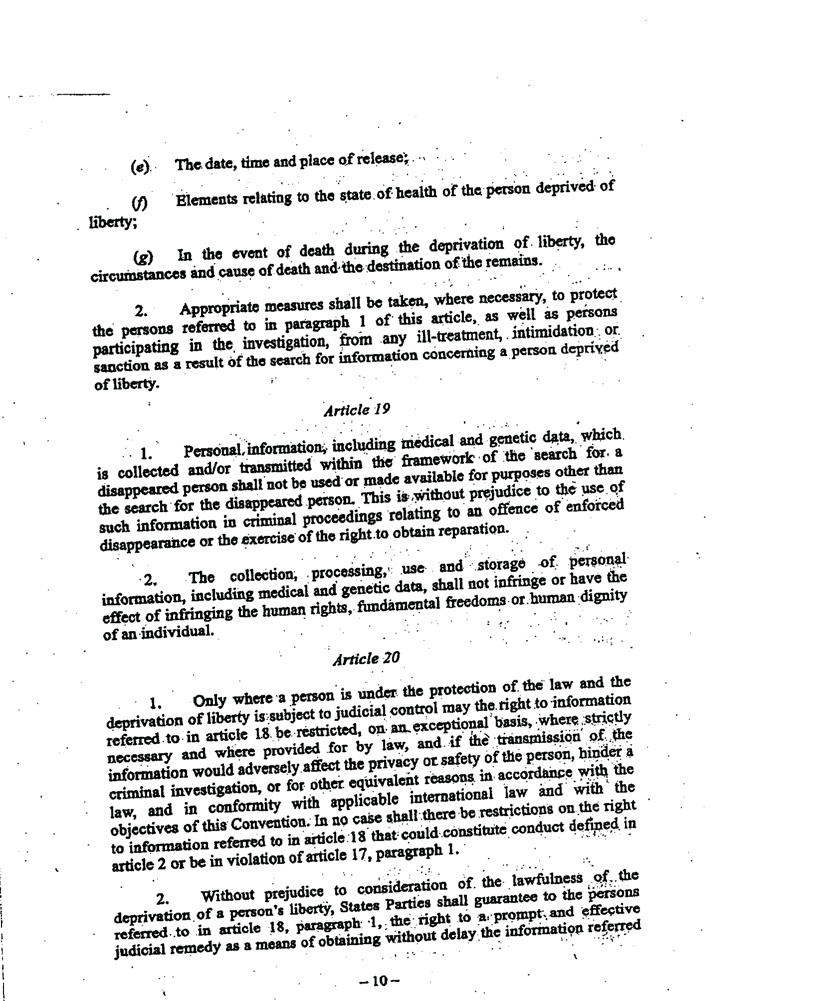 (e) The date, time and place of release;
(f) Elements relating to the state of health of the person deprived of
liberty;
(g) In the event of death during the deprivation of liberty, the
circumstances and cause of death and the destination of the remains.
2. Appropriate measures shall be taken, where necessary, to protect
the persons referred to in paragraph 1 of this article, as well as persons
participating in the investigation, from any ill-treatment, intimidation or
sanction as a result of the search for information concerning a person deprived
of liberty.
Article 19
1. Personal information, including medical and genetic data, which
is collected and/or transmitted within the framework of the search for a
disappeared person shall not be used or made available for purposes other than
the search for the disappeared person. This is without prejudice to the use of
such information in criminal proceedings relating to an offence of enforced
disappearance or the exercise of the right to obtain reparation.
2. The collection, processing, use and storage of personal
information, including medical and genetic data, shall not infringe or have the
effect of infringing the human rights, fundamental freedoms or human dignity
of an individual.
Article 20
1. Only where a person is under the protection of the law and the
deprivation of liberty is subject to judicial control may the right to information
referred to in article 18 be restricted, on an exceptional basis, where strictly
necessary and where provided for by law, and if the transmission of the
information would adversely affect the privacy or safety of the person, hinder a
criminal investigation, or for other equivalent reasons in accordance with the
law, and in conformity with applicable international law and with the
objectives of this Convention. In no case shall there be restrictions on the right
to information referred to in article 18 that could constitute conduct defined in
article 2 or be in violation of article 17, paragraph 1.
2. Without prejudice to consideration of the lawfulness of the
deprivation of a person's liberty, States Parties shall guarantee to the persons
referred to in article 18, paragraph 1, the right to a prompt and effective
judicial remedy as a means of obtaining without delay the information referred
– 10 –